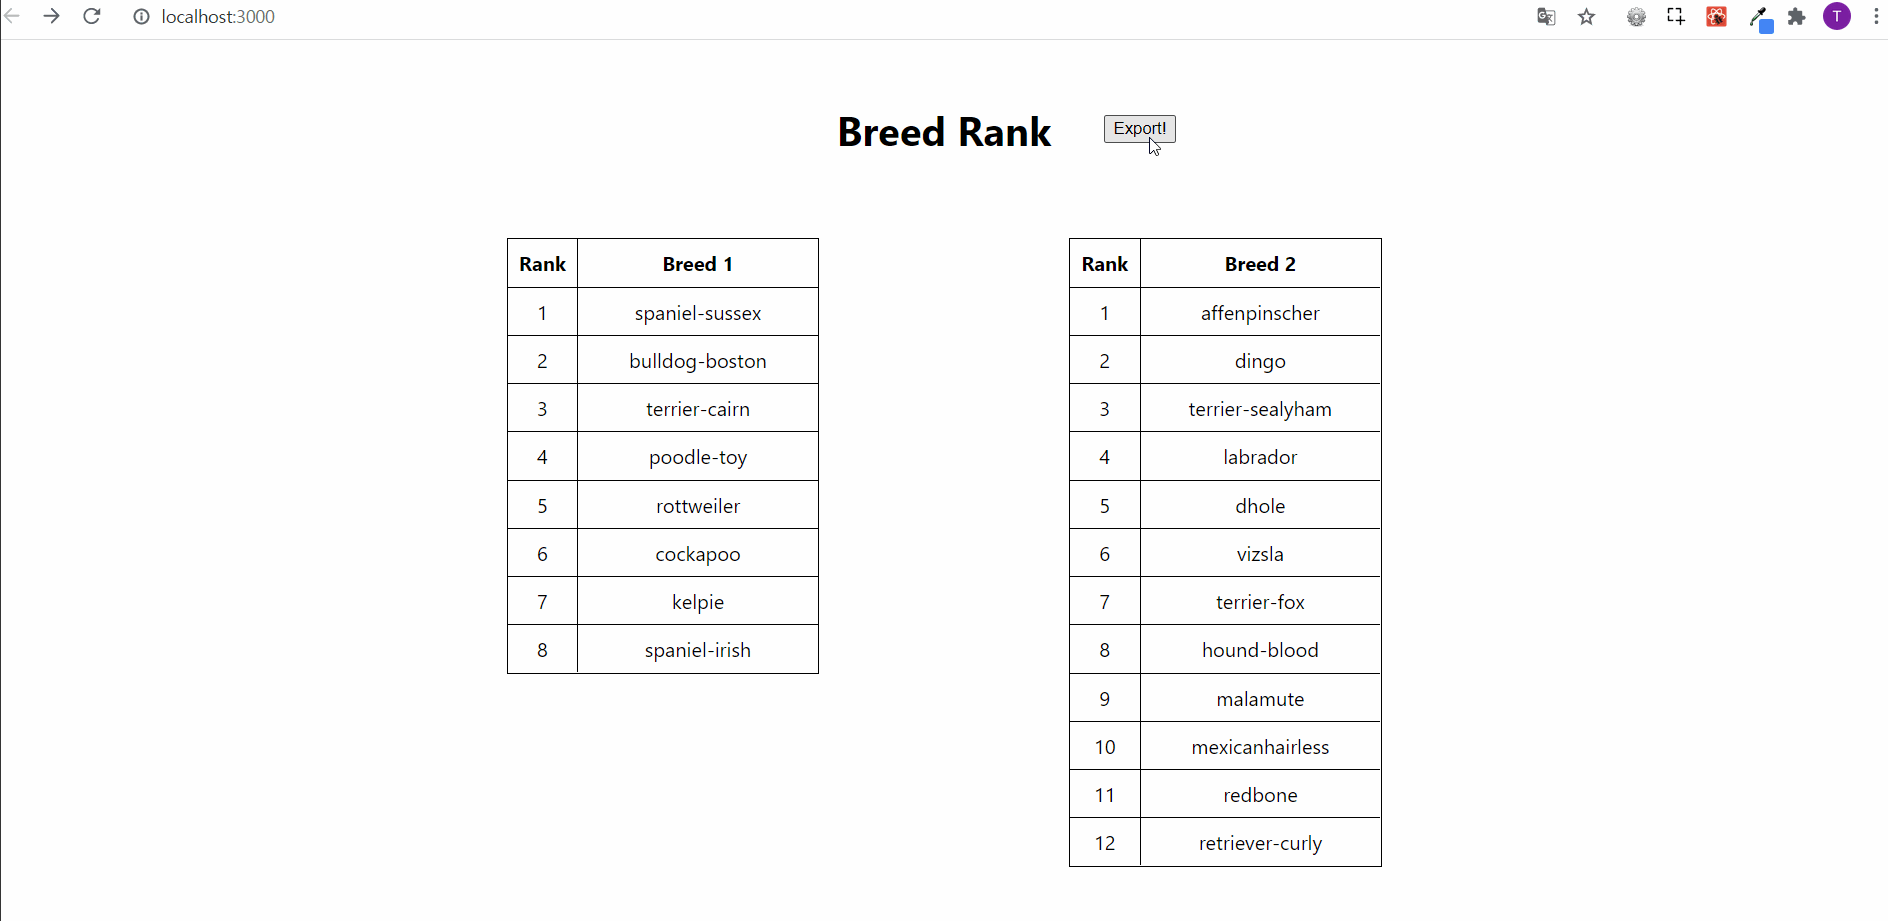 localhost:3000
T
Breed Rank
Export!
Rank Breed 1
1 spaniel-sussex
2 bulldog-boston
3 terrier-cairn
4 poodle-toy
5 rottweiler
6 cockapoo
7 kelpie
8 spaniel-irish
Rank Breed 2
1 affenpinscher
2 dingo
3 terrier-sealyham
4 labrador
5 dhole
6 vizsla
7 terrier-fox
8 hound-blood
9 malamute
10 mexicanhairless
11 redbone
12 retriever-curly